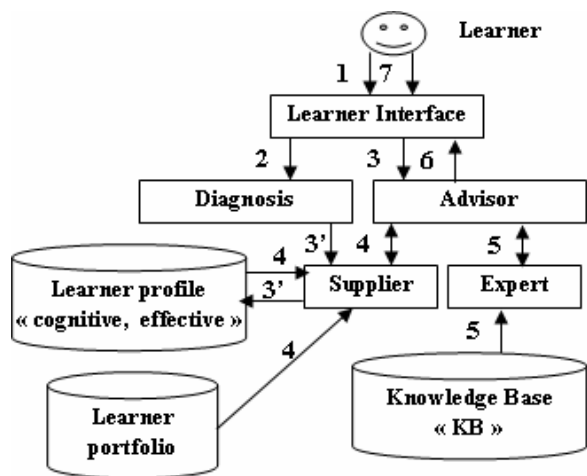 Learner
1
7
Learner Interface
2
3
6
Diagnosis
Advisor
3’
4
5
4
Learner profile
« cognitive, effective »
3’
Supplier
Expert
4
5
Learner
portfolio
Knowledge Base
« KB »